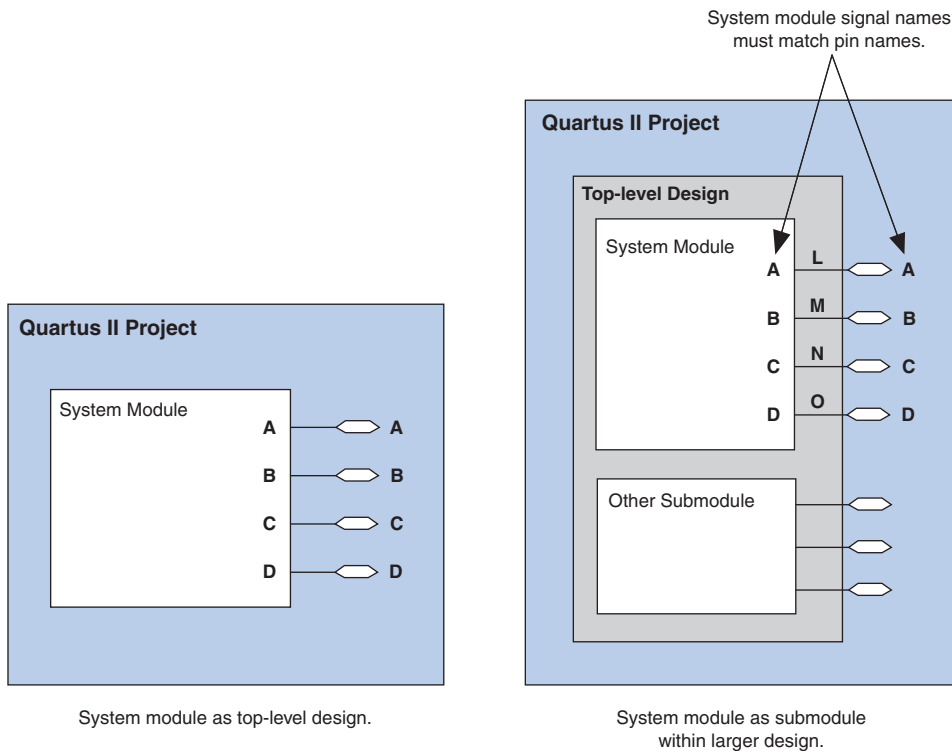 System module signal names
must match pin names.
Quartus II Project
Top-level Design
System Module
A L A
B M B
C N C
D O D
Other Submodule
System module as submodule
within larger design.
Quartus II Project
System Module
A A
B B
C C
D D
System module as top-level design.